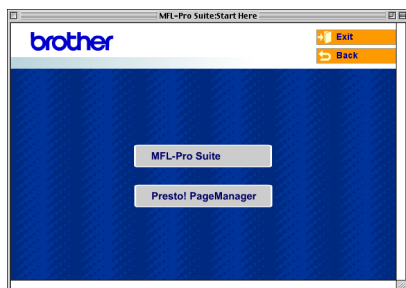 MFL-Pro Suite:Start Here
brother
Exit
Back
MFL-Pro Suite
Presto! PageManager